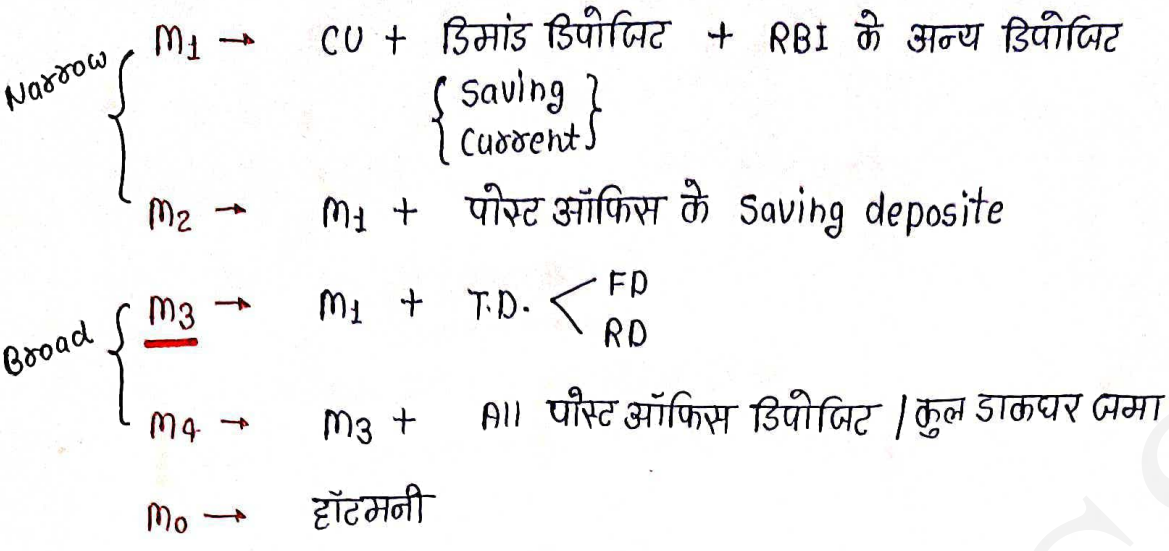 Narrow
M1 → CU + डिमांड डिपोजिट + RBI के अन्य डिपोजिट
{ Saving }
{ Current }
M2 → M1 + पोस्ट ऑफिस के Saving deposite
Broad
M3 → M1 + T.D. < FD
RD
M4 → M3 + All पोस्ट ऑफिस डिपोजिट / कुल डाकघर जमा
M0 → हॉटमनी